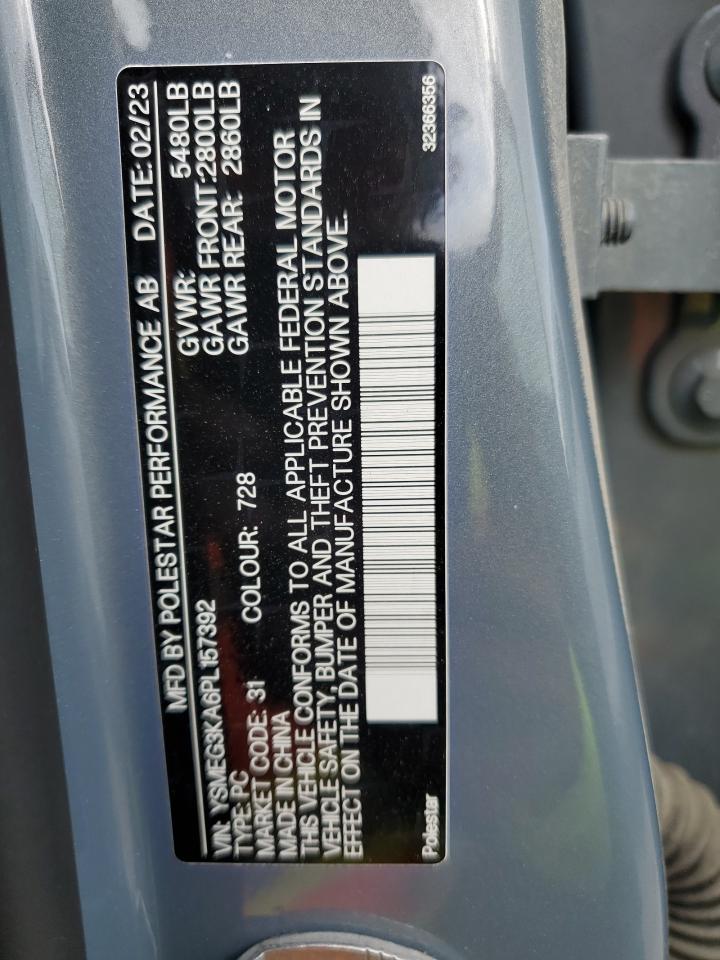 MFD BY POLESTAR PERFORMANCE AB DATE: 02/23
VIN: YSMEG3KA6PL157392 GVWR: 5480LB
TYPE: PC GAWR FRONT:2800LB
MARKET CODE: 31 COLOUR: 728 GAWR REAR: 2860LB
MADE IN CHINA
THIS VEHICLE CONFORMS TO ALL APPLICABLE FEDERAL MOTOR
VEHICLE SAFETY, BUMPER AND THEFT PREVENTION STANDARDS IN
EFFECT ON THE DATE OF MANUFACTURE SHOWN ABOVE.
Polestar 32366356